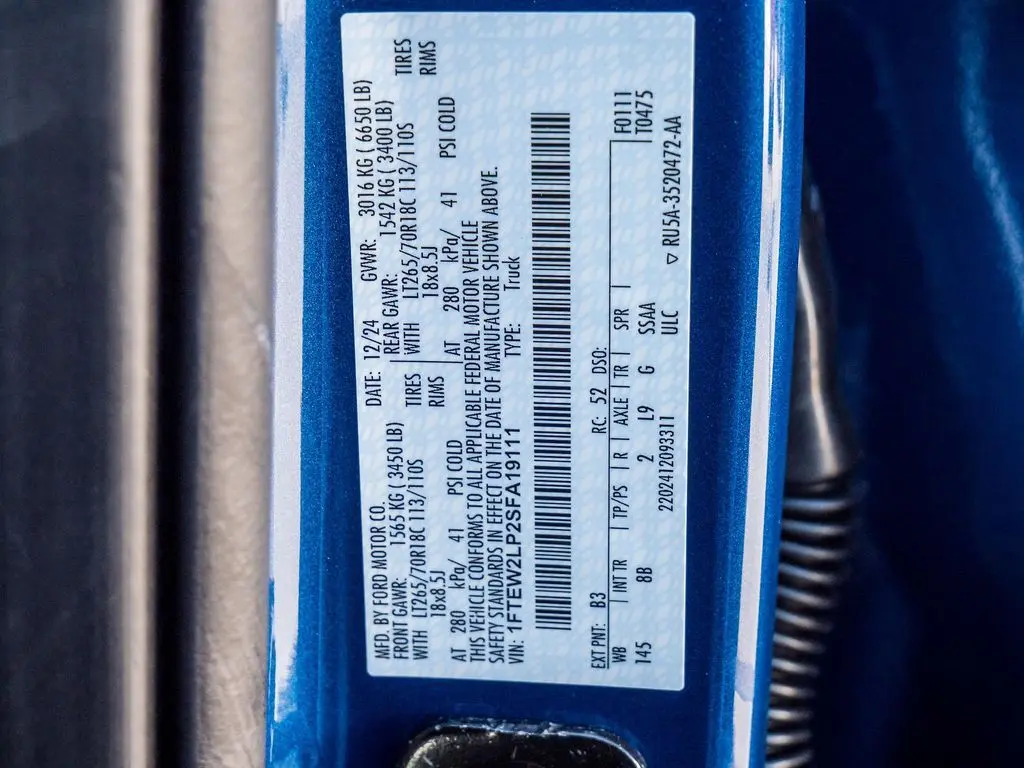 MFD. BY FORD MOTOR CO. DATE: 12/24 GVWR: 3016 KG ( 6650 LB)
FRONT GAWR: 1565 KG ( 3450 LB) REAR GAWR: 1542 KG ( 3400 LB)
WITH LT265/70R18C 113/110S TIRES WITH LT265/70R18C 113/110S TIRES
18x8.5J RIMS 18x8.5J RIMS
AT 280 kPa/ 41 PSI COLD AT 280 kPa/ 41 PSI COLD
THIS VEHICLE CONFORMS TO ALL APPLICABLE FEDERAL MOTOR VEHICLE
SAFETY STANDARDS IN EFFECT ON THE DATE OF MANUFACTURE SHOWN ABOVE.
VIN: 1FTEW2LP2SFA19111 TYPE: Truck
EXT PNT: B3 RC: 52 DSO: F0111
WB INT TR TP/PS R AXLE TR SPR T0475
145 8B 2 L9 G SSAA
2202412093311 ULC ▽ RU5A-3520472-AA